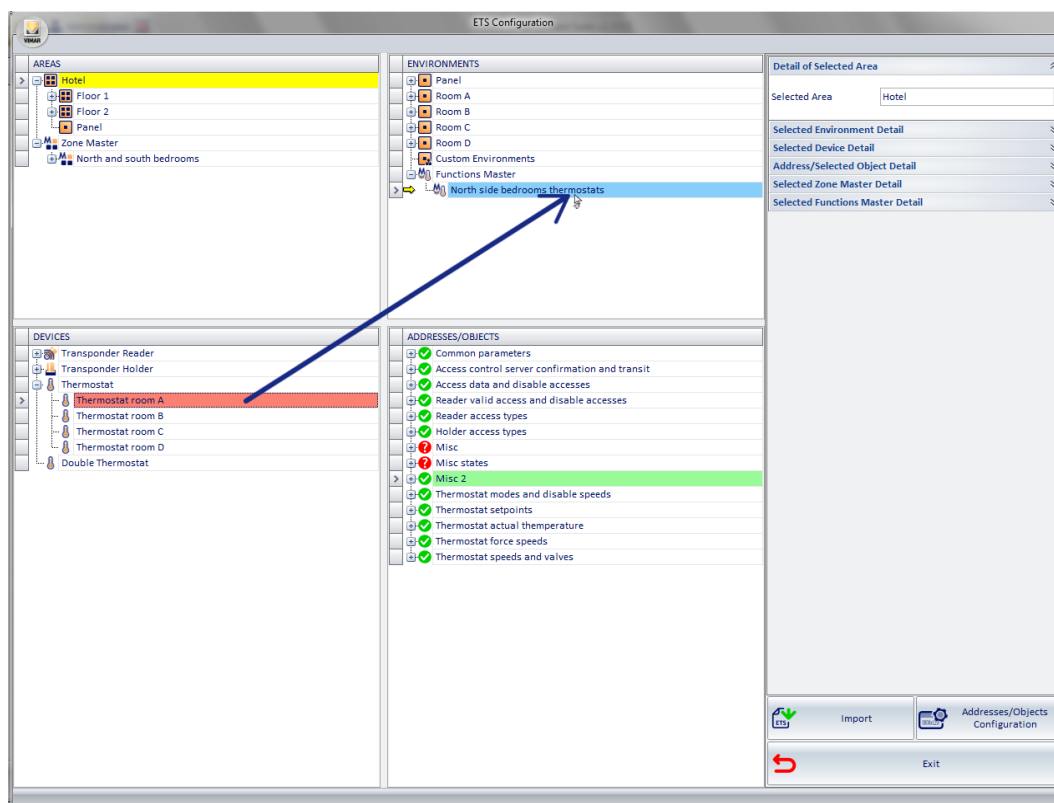 ETS Configuration
VIMAR
AREAS
Hotel
Floor 1
Floor 2
Panel
Zone Master
North and south bedrooms
ENVIRONMENTS
Panel
Room A
Room B
Room C
Room D
Custom Environments
Functions Master
North side bedrooms thermostats
Detail of Selected Area
Selected Area Hotel
Selected Environment Detail
Selected Device Detail
Address/Selected Object Detail
Selected Zone Master Detail
Selected Functions Master Detail
DEVICES
Transponder Reader
Transponder Holder
Thermostat
Thermostat room A
Thermostat room B
Thermostat room C
Thermostat room D
Double Thermostat
ADDRESSES/OBJECTS
Common parameters
Access control server confirmation and transit
Access data and disable accesses
Reader valid access and disable accesses
Reader access types
Holder access types
Misc
Misc states
Misc 2
Thermostat modes and disable speeds
Thermostat setpoints
Thermostat actual themperature
Thermostat force speeds
Thermostat speeds and valves
ETS
Import
Addresses/Objects
Configuration
Exit